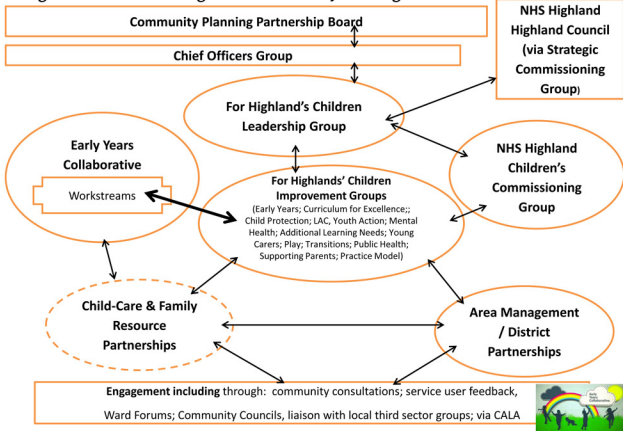 Community Planning Partnership Board
Chief Officers Group
NHS Highland
Highland Council
(via Strategic
Commissioning
Group)
For Highland's Children
Leadership Group
Early Years
Collaborative
Workstreams
NHS Highland
Children's
Commissioning
Group
For Highlands' Children
Improvement Groups
(Early Years; Curriculum for Excellence;;
Child Protection; LAC, Youth Action; Mental
Health; Additional Learning Needs; Young
Carers; Play; Transitions; Public Health;
Supporting Parents; Practice Model)
Child-Care & Family
Resource
Partnerships
Area Management
/ District
Partnerships
Engagement including through: community consultations; service user feedback,
Ward Forums; Community Councils, liaison with local third sector groups; via CALA
Early
Years
Collaborative